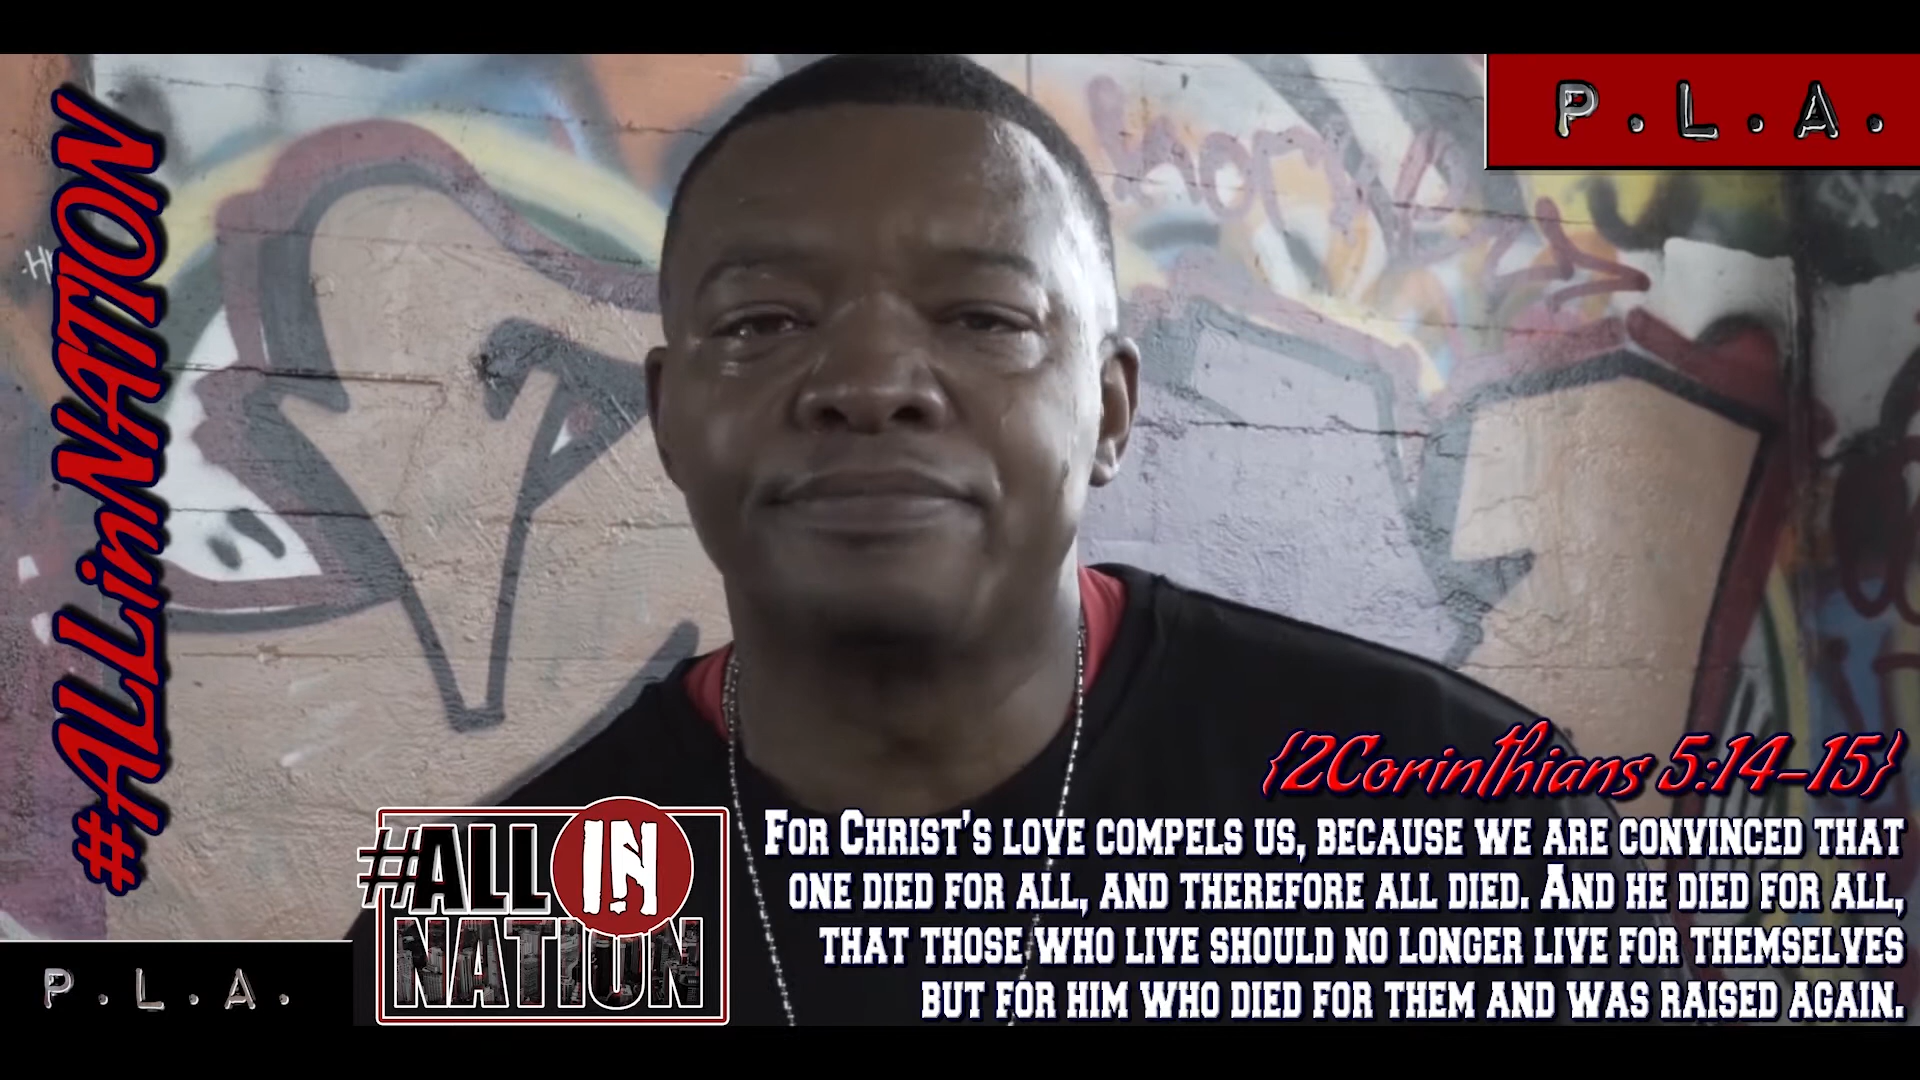 #ALLinNATION
P.L.A.
{2Corinthians 5:14-15}
For Christ's love compels us, because we are convinced that
one died for all, and therefore all died. And he died for all,
that those who live should no longer live for themselves
but for him who died for them and was raised again.
#ALL IN
NATION
P.L.A.